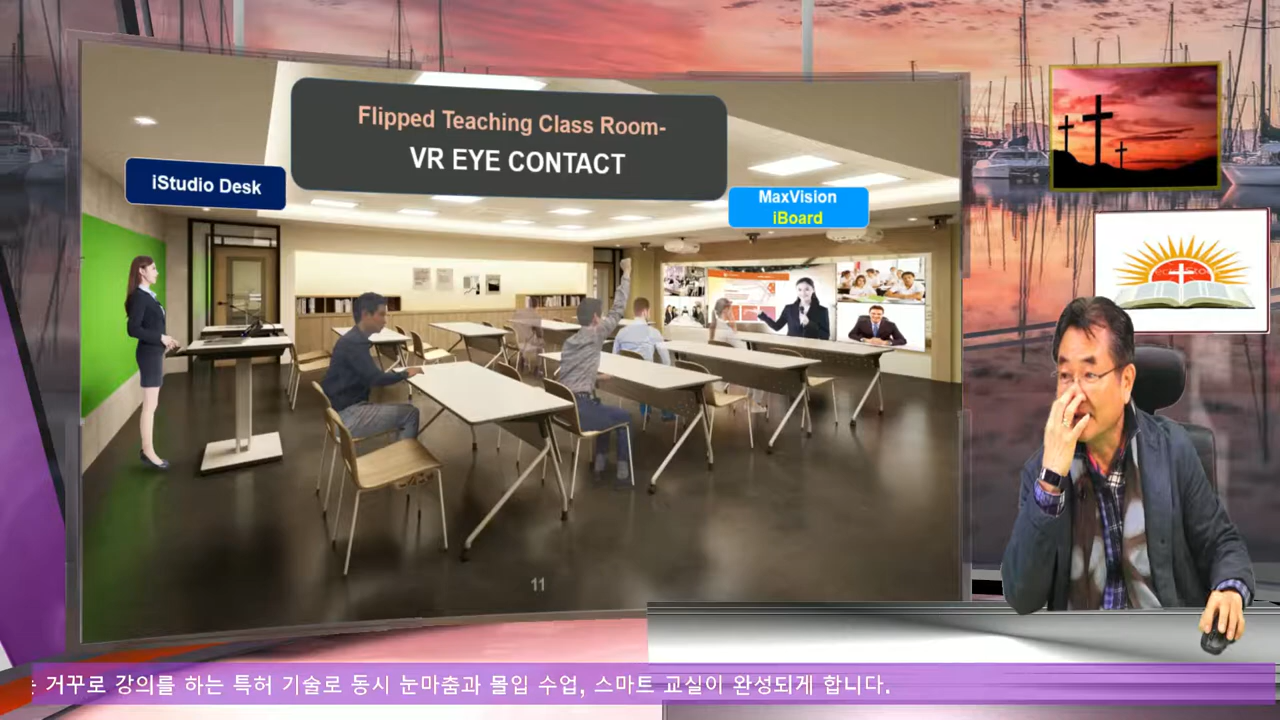 Flipped Teaching Class Room-
VR EYE CONTACT
iStudio Desk
MaxVision
iBoard
11
거꾸로 강의를 하는 특허 기술로 동시 눈마춤과 몰입 수업, 스마트 교실이 완성되게 합니다.